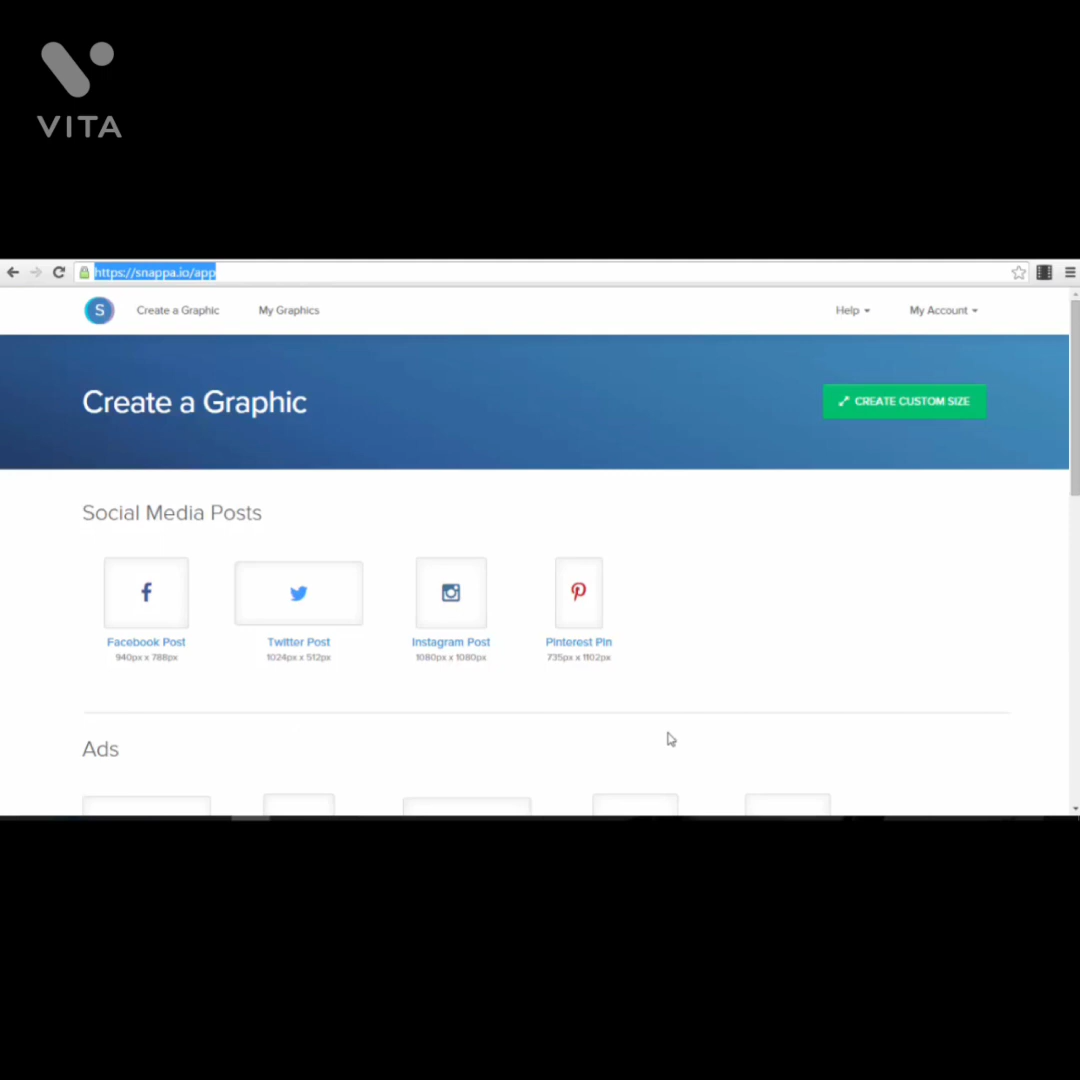 VITA
https://snappa.io/app
S Create a Graphic My Graphics Help My Account
Create a Graphic
CREATE CUSTOM SIZE
Social Media Posts
Facebook Post Twitter Post Instagram Post Pinterest Pin
940px x 788px 1024px x 512px 1080px x 1080px 735px x 1102px
Ads